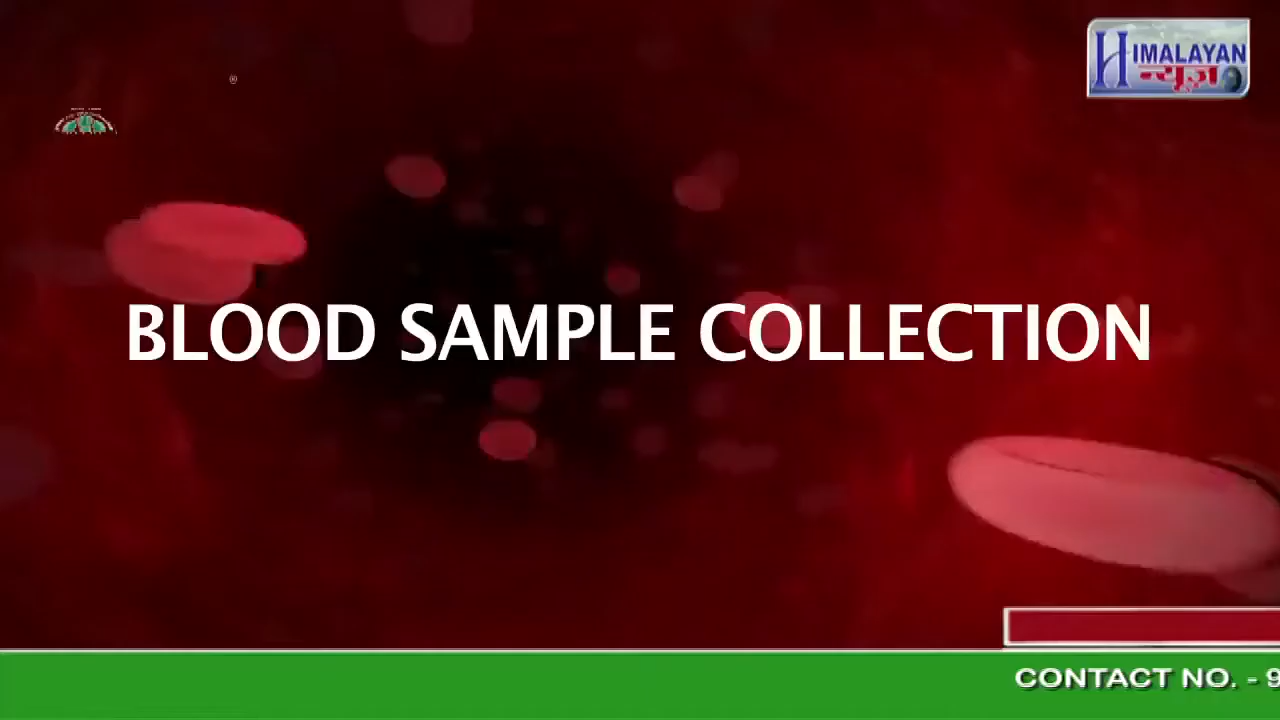 ®
HIMALAYAN
न्यूज़
BLOOD SAMPLE COLLECTION
CONTACT NO. - 9